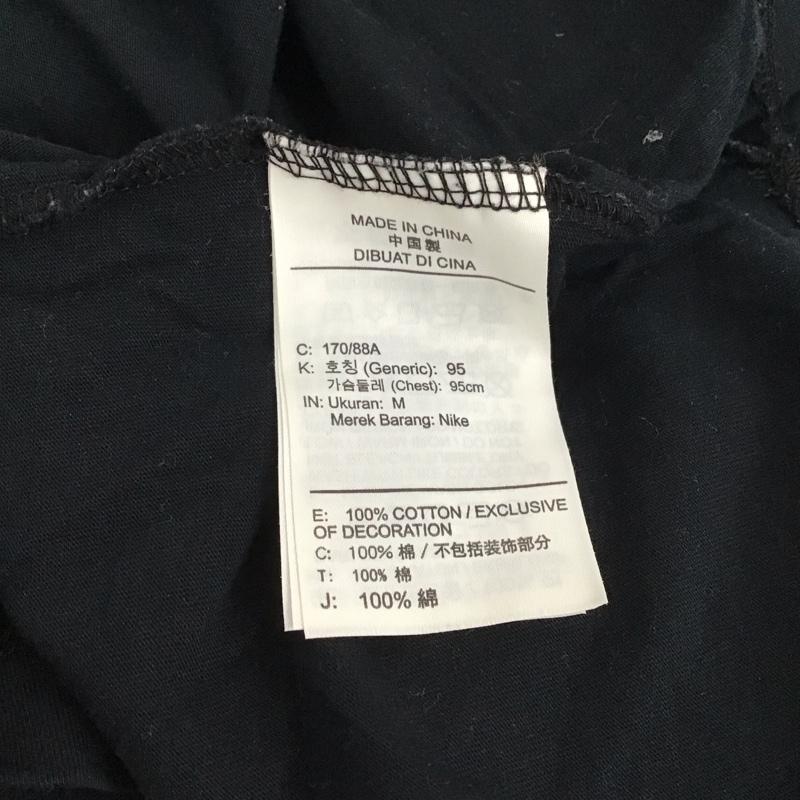 MADE IN CHINA
中国製
DIBUAT DI CINA
C: 170/88A
K: 호칭 (Generic): 95
가슴둘레 (Chest): 95cm
IN: Ukuran: M
Merek Barang: Nike
E: 100% COTTON / EXCLUSIVE
OF DECORATION
C: 100% 棉 / 不包括装饰部分
T: 100% 棉
J: 100% 綿